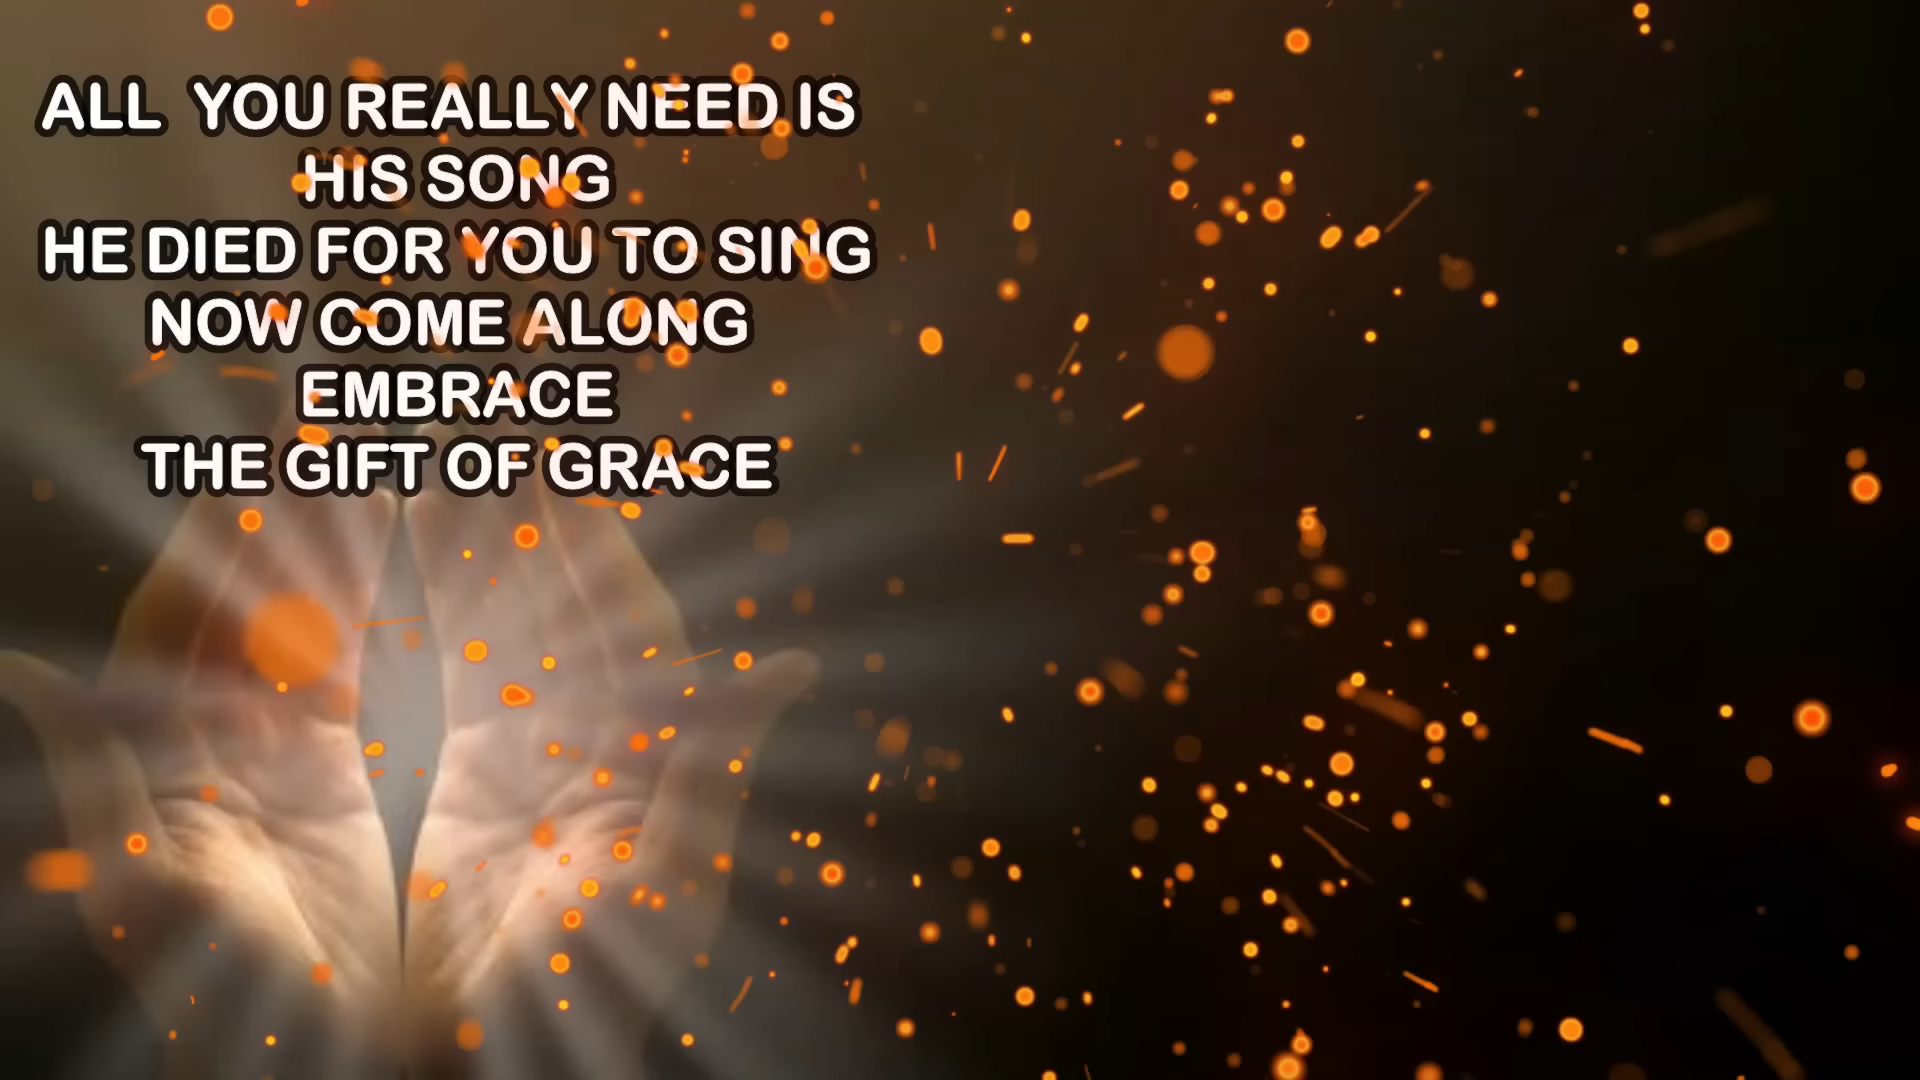 ALL  YOU REALLY NEED IS
HIS SONG
HE DIED FOR YOU TO SING
NOW COME ALONG
EMBRACE
THE GIFT OF GRACE